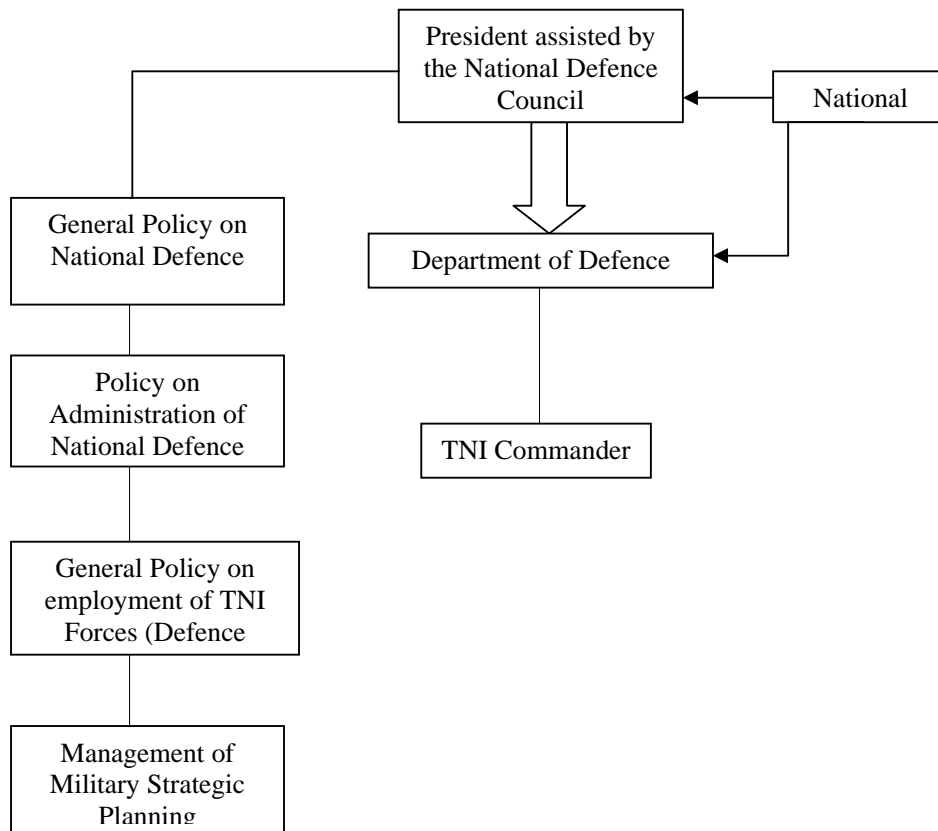 President assisted by
the National Defence
Council
National
General Policy on
National Defence
Department of Defence
Policy on
Administration of
National Defence
TNI Commander
General Policy on
employment of TNI
Forces (Defence
Management of
Military Strategic
Planning